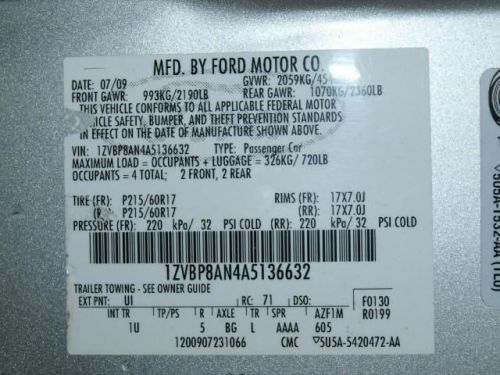 MFD. BY FORD MOTOR CO.
DATE: 07/09 GVWR: 2059KG/454
FRONT GAWR: 993KG/2190LB REAR GAWR: 1070KG/2360LB
THIS VEHICLE CONFORMS TO ALL APPLICABLE FEDERAL MOTOR
VEHICLE SAFETY, BUMPER, AND THEFT PREVENTION STANDARDS
IN EFFECT ON THE DATE OF MANUFACTURE SHOWN ABOVE.
VIN: 1ZVBP8AN4A5136632 TYPE: Passenger Car
MAXIMUM LOAD = OCCUPANTS + LUGGAGE = 326KG/ 720LB
OCCUPANTS = 4 TOTAL: 2 FRONT, 2 REAR
TIRE (FR): P215/60R17 RIMS (FR): 17X7.0J
(R P215/60R17 (RR): 17X7.0J
PRESSURE (FR): 220 kPa/ 32 PSI COLD (RR): 220 kPa/ 32 PSI COLD
1ZVBP8AN4A5136632
TRAILER TOWING - SEE OWNER GUIDE
EXT PNT: UI RC: 71 DSO: F0130
INT TR TP/PS R AXLE TR SPR AZF1M R0199
1U 5 BG L AAAA 605
1200907231066 CMC 5U5A-5420472-AA